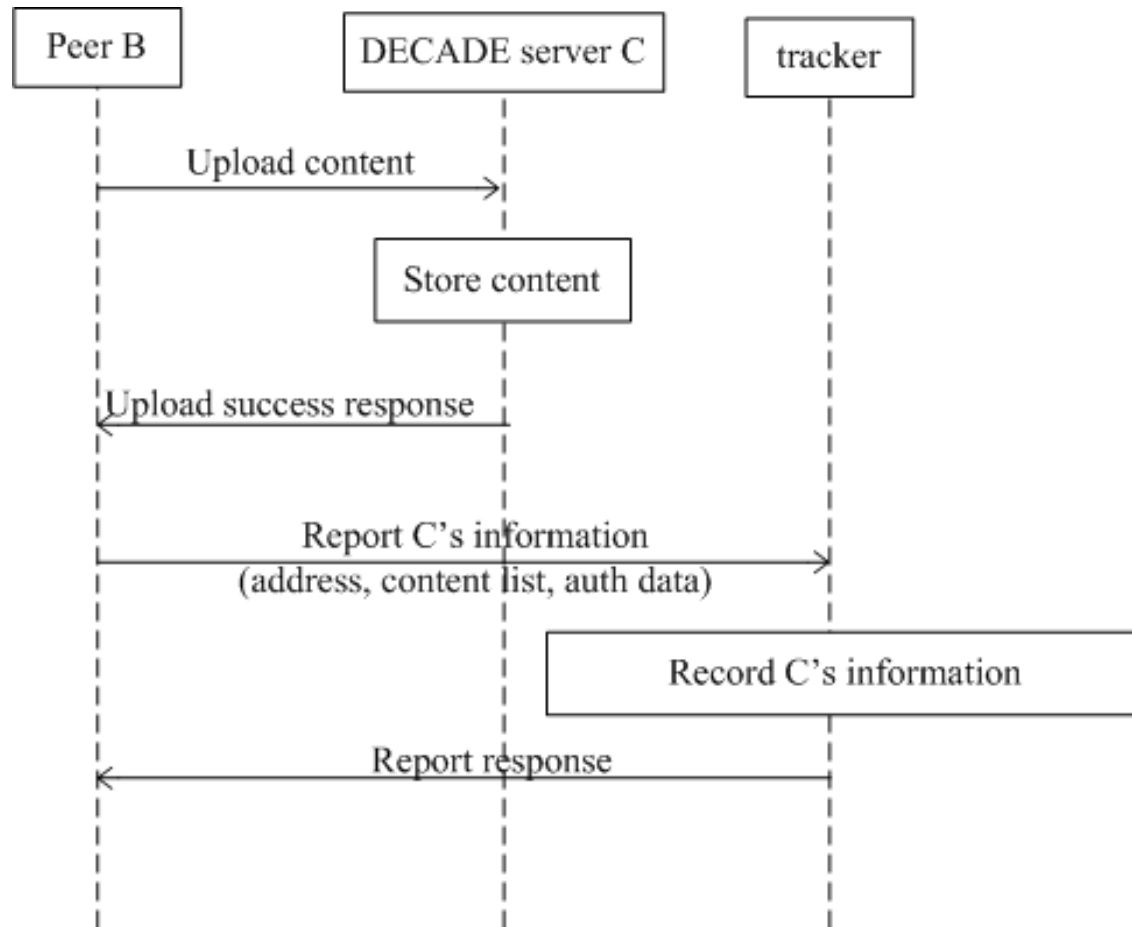 Peer B
DECADE server C
tracker
Upload content
Store content
Upload success response
Report C’s information
(address, content list, auth data)
Record C’s information
Report response